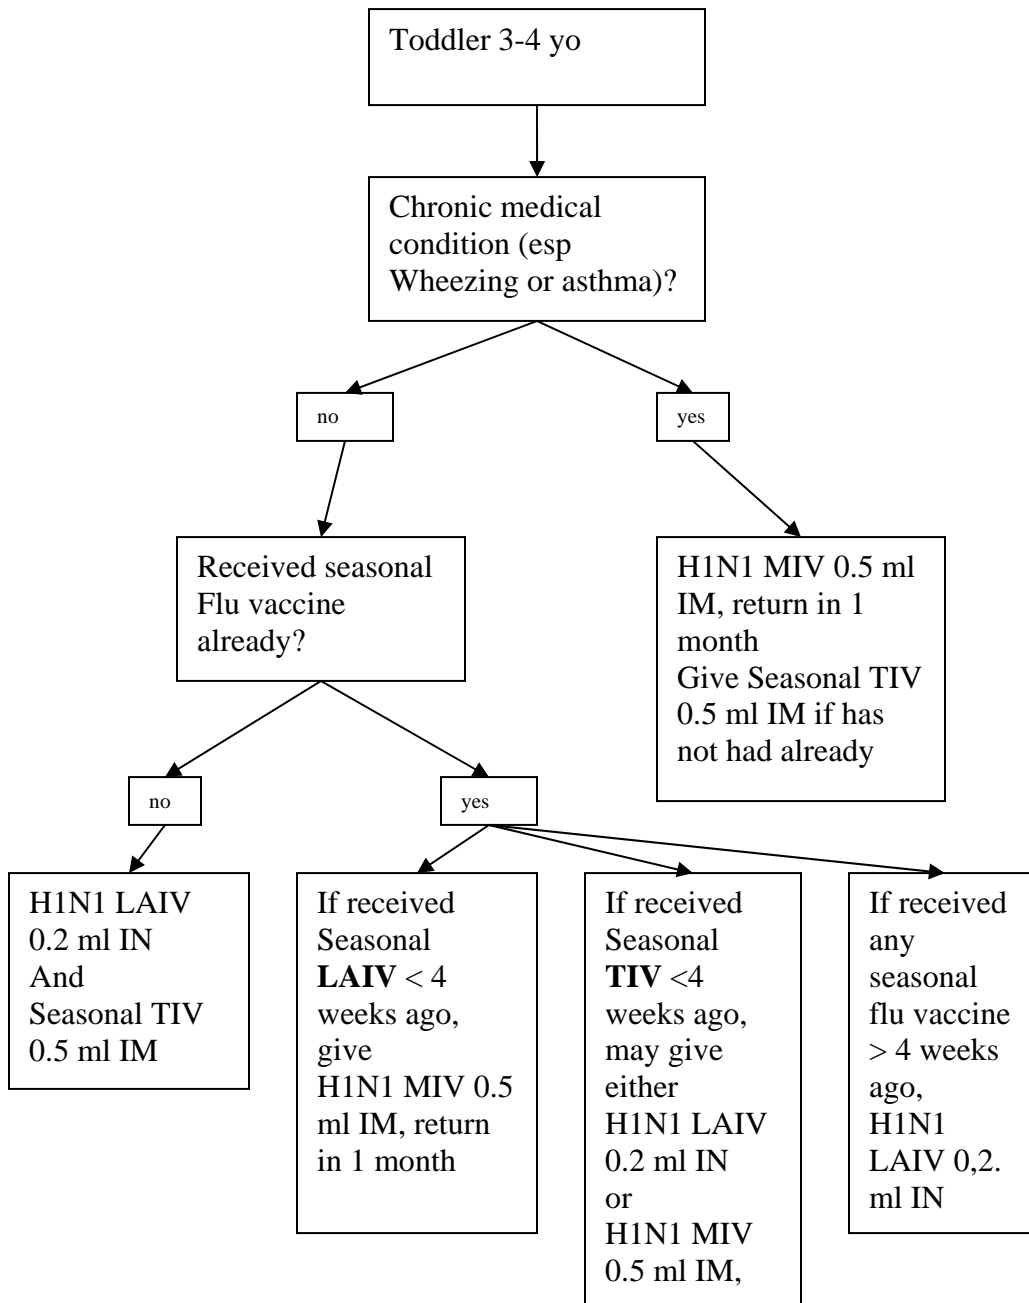 Toddler 3-4 yo
Chronic medical
condition (esp
Wheezing or asthma)?
no
yes
Received seasonal
Flu vaccine
already?
H1N1 MIV 0.5 ml
IM, return in 1
month
Give Seasonal TIV
0.5 ml IM if has
not had already
no
yes
H1N1 LAIV
0.2 ml IN
And
Seasonal TIV
0.5 ml IM
If received
Seasonal
LAIV < 4
weeks ago,
give
H1N1 MIV 0.5
ml IM, return
in 1 month
If received
Seasonal
TIV <4
weeks ago,
may give
either
H1N1 LAIV
0.2 ml IN
or
H1N1 MIV
0.5 ml IM,
If received
any
seasonal
flu vaccine
> 4 weeks
ago,
H1N1
LAIV 0,2.
ml IN